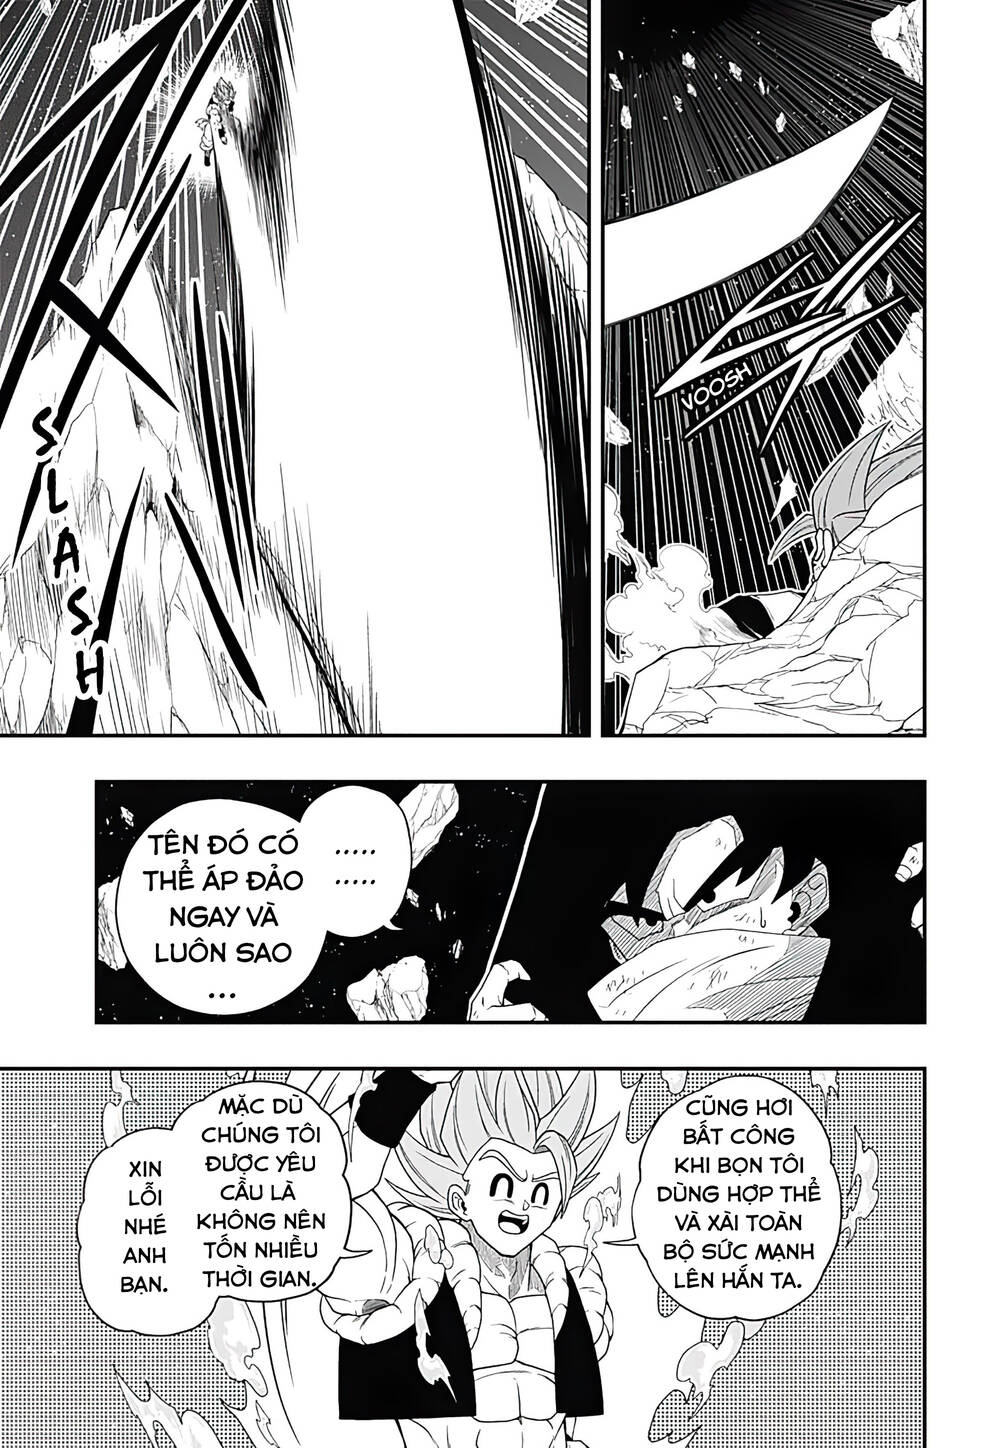 VOOSH
SLASH
.....
.....
TÊN ĐÓ CÓ
THỂ ÁP ĐẢO
NGAY VÀ
LUÔN SAO
...
CŨNG HƠI
BẤT CÔNG
KHI BỌN TÔI
DÙNG HỢP THỂ
VÀ XÀI TOÀN
BỘ SỨC MẠNH
LÊN HẮN TA.
MẶC DÙ
CHÚNG TÔI
ĐƯỢC YÊU
CẦU LÀ
KHÔNG NÊN
TỐN NHIỀU
THỜI GIAN.
XIN
LỖI
NHÉ
ANH
BẠN.